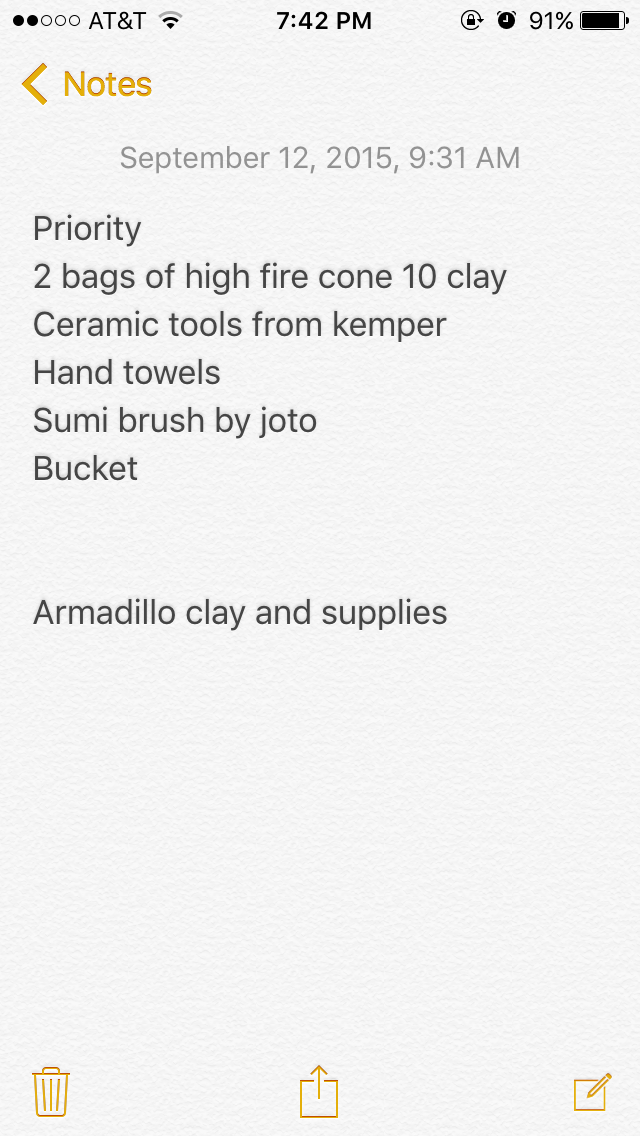 AT&T 7:42 PM 91%
Notes
September 12, 2015, 9:31 AM
Priority
2 bags of high fire cone 10 clay
Ceramic tools from kemper
Hand towels
Sumi brush by joto
Bucket
Armadillo clay and supplies